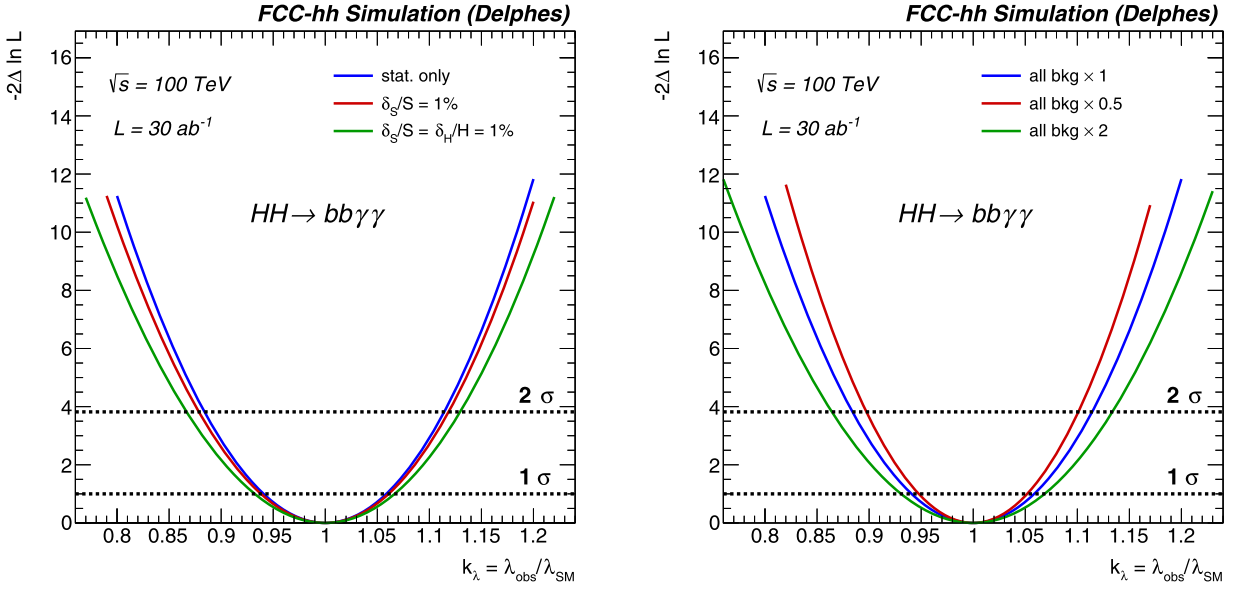 FCC-hh Simulation (Delphes)
-2Δ ln L
16
14
12
10
8
6
4
2
0
√s = 100 TeV
L = 30 ab⁻¹
stat. only
δ_S/S = 1%
δ_S/S = δ_H/H = 1%
HH→ bbγγ
2 σ
1 σ
0.8 0.85 0.9 0.95 1 1.05 1.1 1.15 1.2
k_λ = λ_obs/λ_SM
FCC-hh Simulation (Delphes)
-2Δ ln L
16
14
12
10
8
6
4
2
0
√s = 100 TeV
L = 30 ab⁻¹
all bkg × 1
all bkg × 0.5
all bkg × 2
HH→ bbγγ
2 σ
1 σ
0.8 0.85 0.9 0.95 1 1.05 1.1 1.15 1.2
k_λ = λ_obs/λ_SM